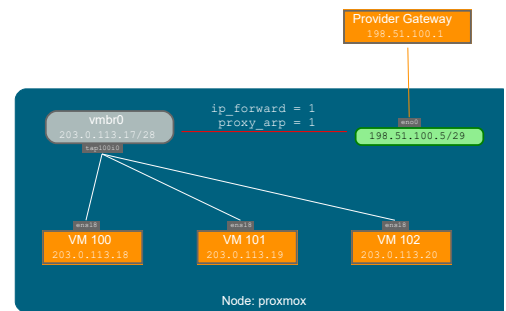 Provider Gateway
198.51.100.1
vmbr0
203.0.113.17/28
tap100i0
ip_forward = 1
proxy_arp = 1
eno0
198.51.100.5/29
ens18
VM 100
203.0.113.18
ens18
VM 101
203.0.113.19
ens18
VM 102
203.0.113.20
Node: proxmox